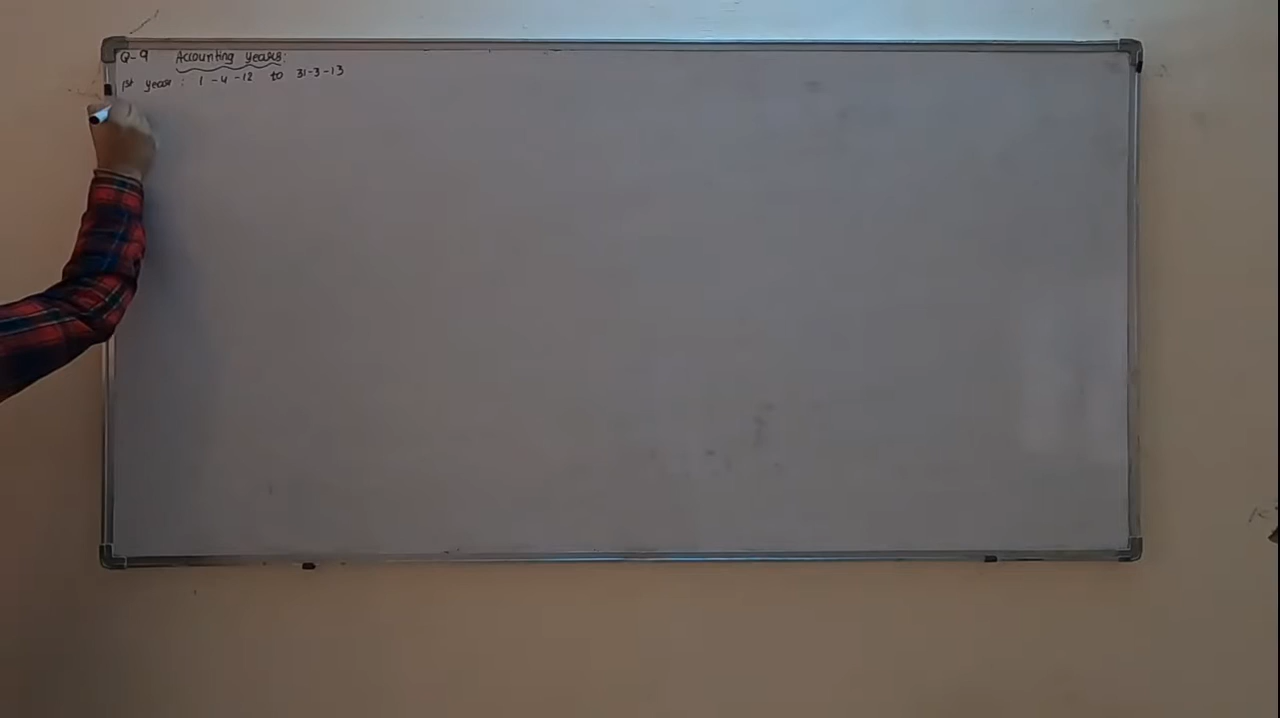 Q-9 Accounting years:
1st year : 1-4-12 to 31-3-13